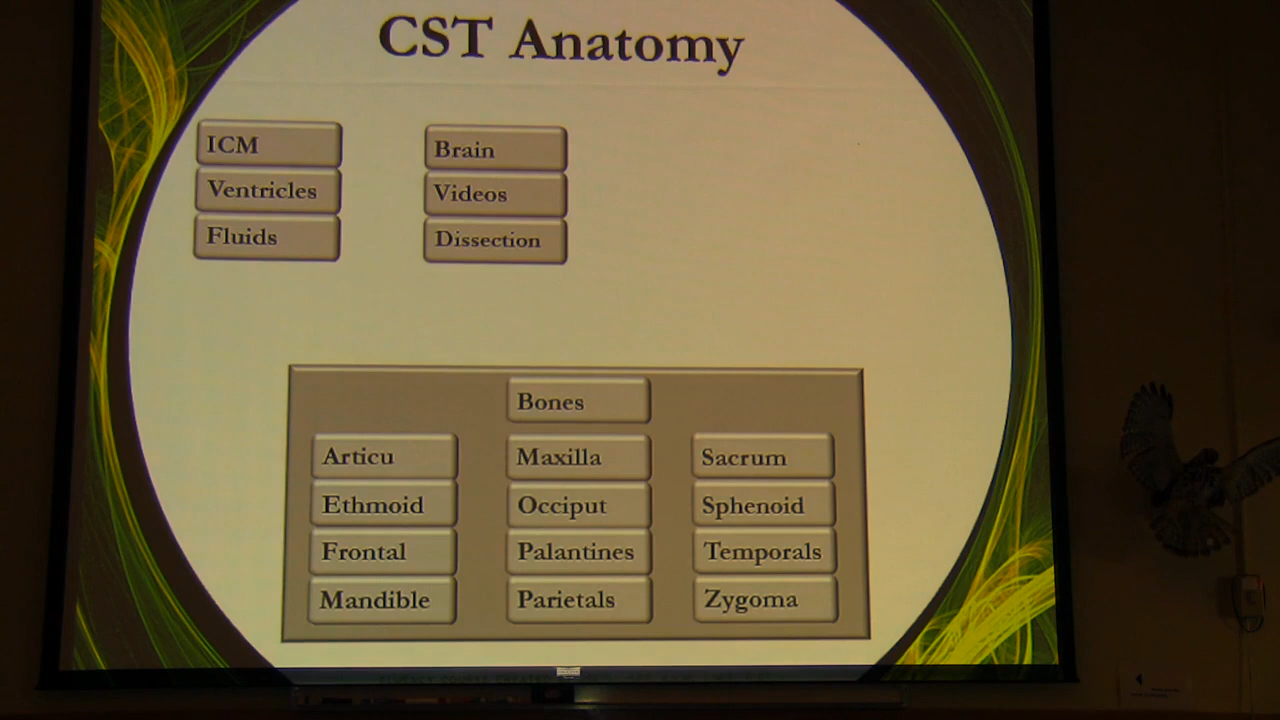 CST Anatomy
ICM
Ventricles
Fluids
Brain
Videos
Dissection
Bones
Articu
Ethmoid
Frontal
Mandible
Maxilla
Occiput
Palantines
Parietals
Sacrum
Sphenoid
Temporals
Zygoma